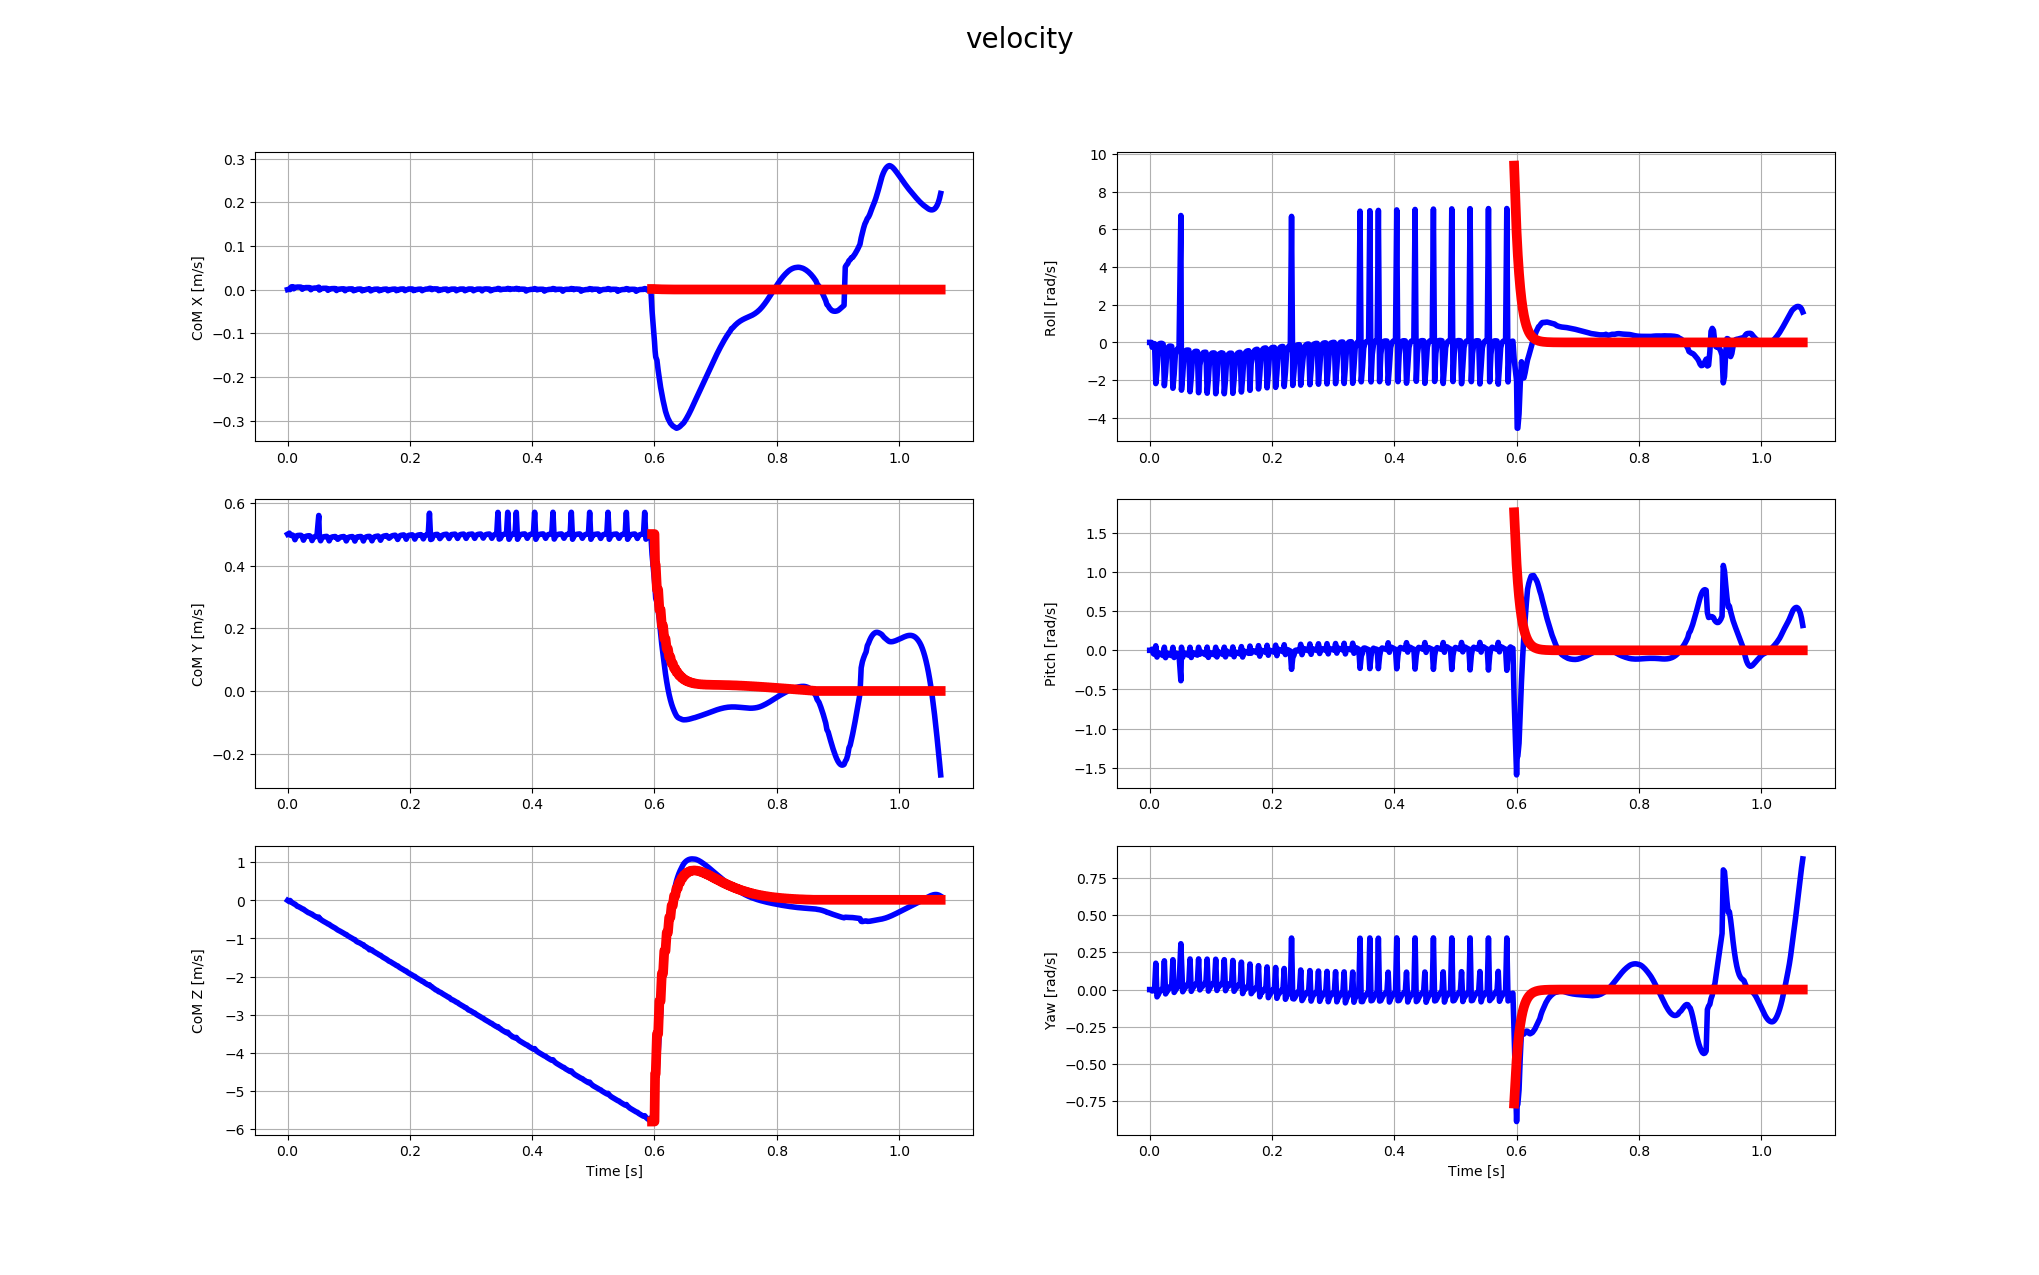 velocity
CoM X [m/s]
0.3
0.2
0.1
0.0
−0.1
−0.2
−0.3
0.0 0.2 0.4 0.6 0.8 1.0
Roll [rad/s]
10
8
6
4
2
0
−2
−4
0.0 0.2 0.4 0.6 0.8 1.0
CoM Y [m/s]
0.6
0.4
0.2
0.0
−0.2
0.0 0.2 0.4 0.6 0.8 1.0
Pitch [rad/s]
1.5
1.0
0.5
0.0
−0.5
−1.0
−1.5
0.0 0.2 0.4 0.6 0.8 1.0
CoM Z [m/s]
1
0
−1
−2
−3
−4
−5
−6
0.0 0.2 0.4 0.6 0.8 1.0
Time [s]
Yaw [rad/s]
0.75
0.50
0.25
0.00
−0.25
−0.50
−0.75
0.0 0.2 0.4 0.6 0.8 1.0
Time [s]